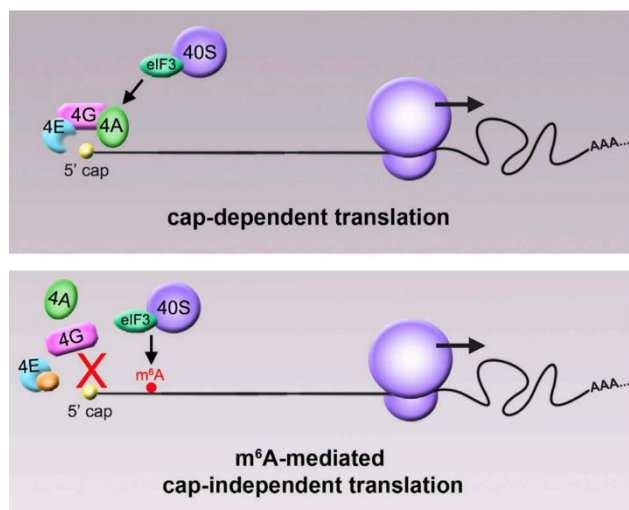 40S
eIF3
4G
4E
4A
5' cap
AAA...
cap-dependent translation
4A
40S
eIF3
4G
4E
X
m⁶A
5' cap
AAA...
m⁶A-mediated
cap-independent translation